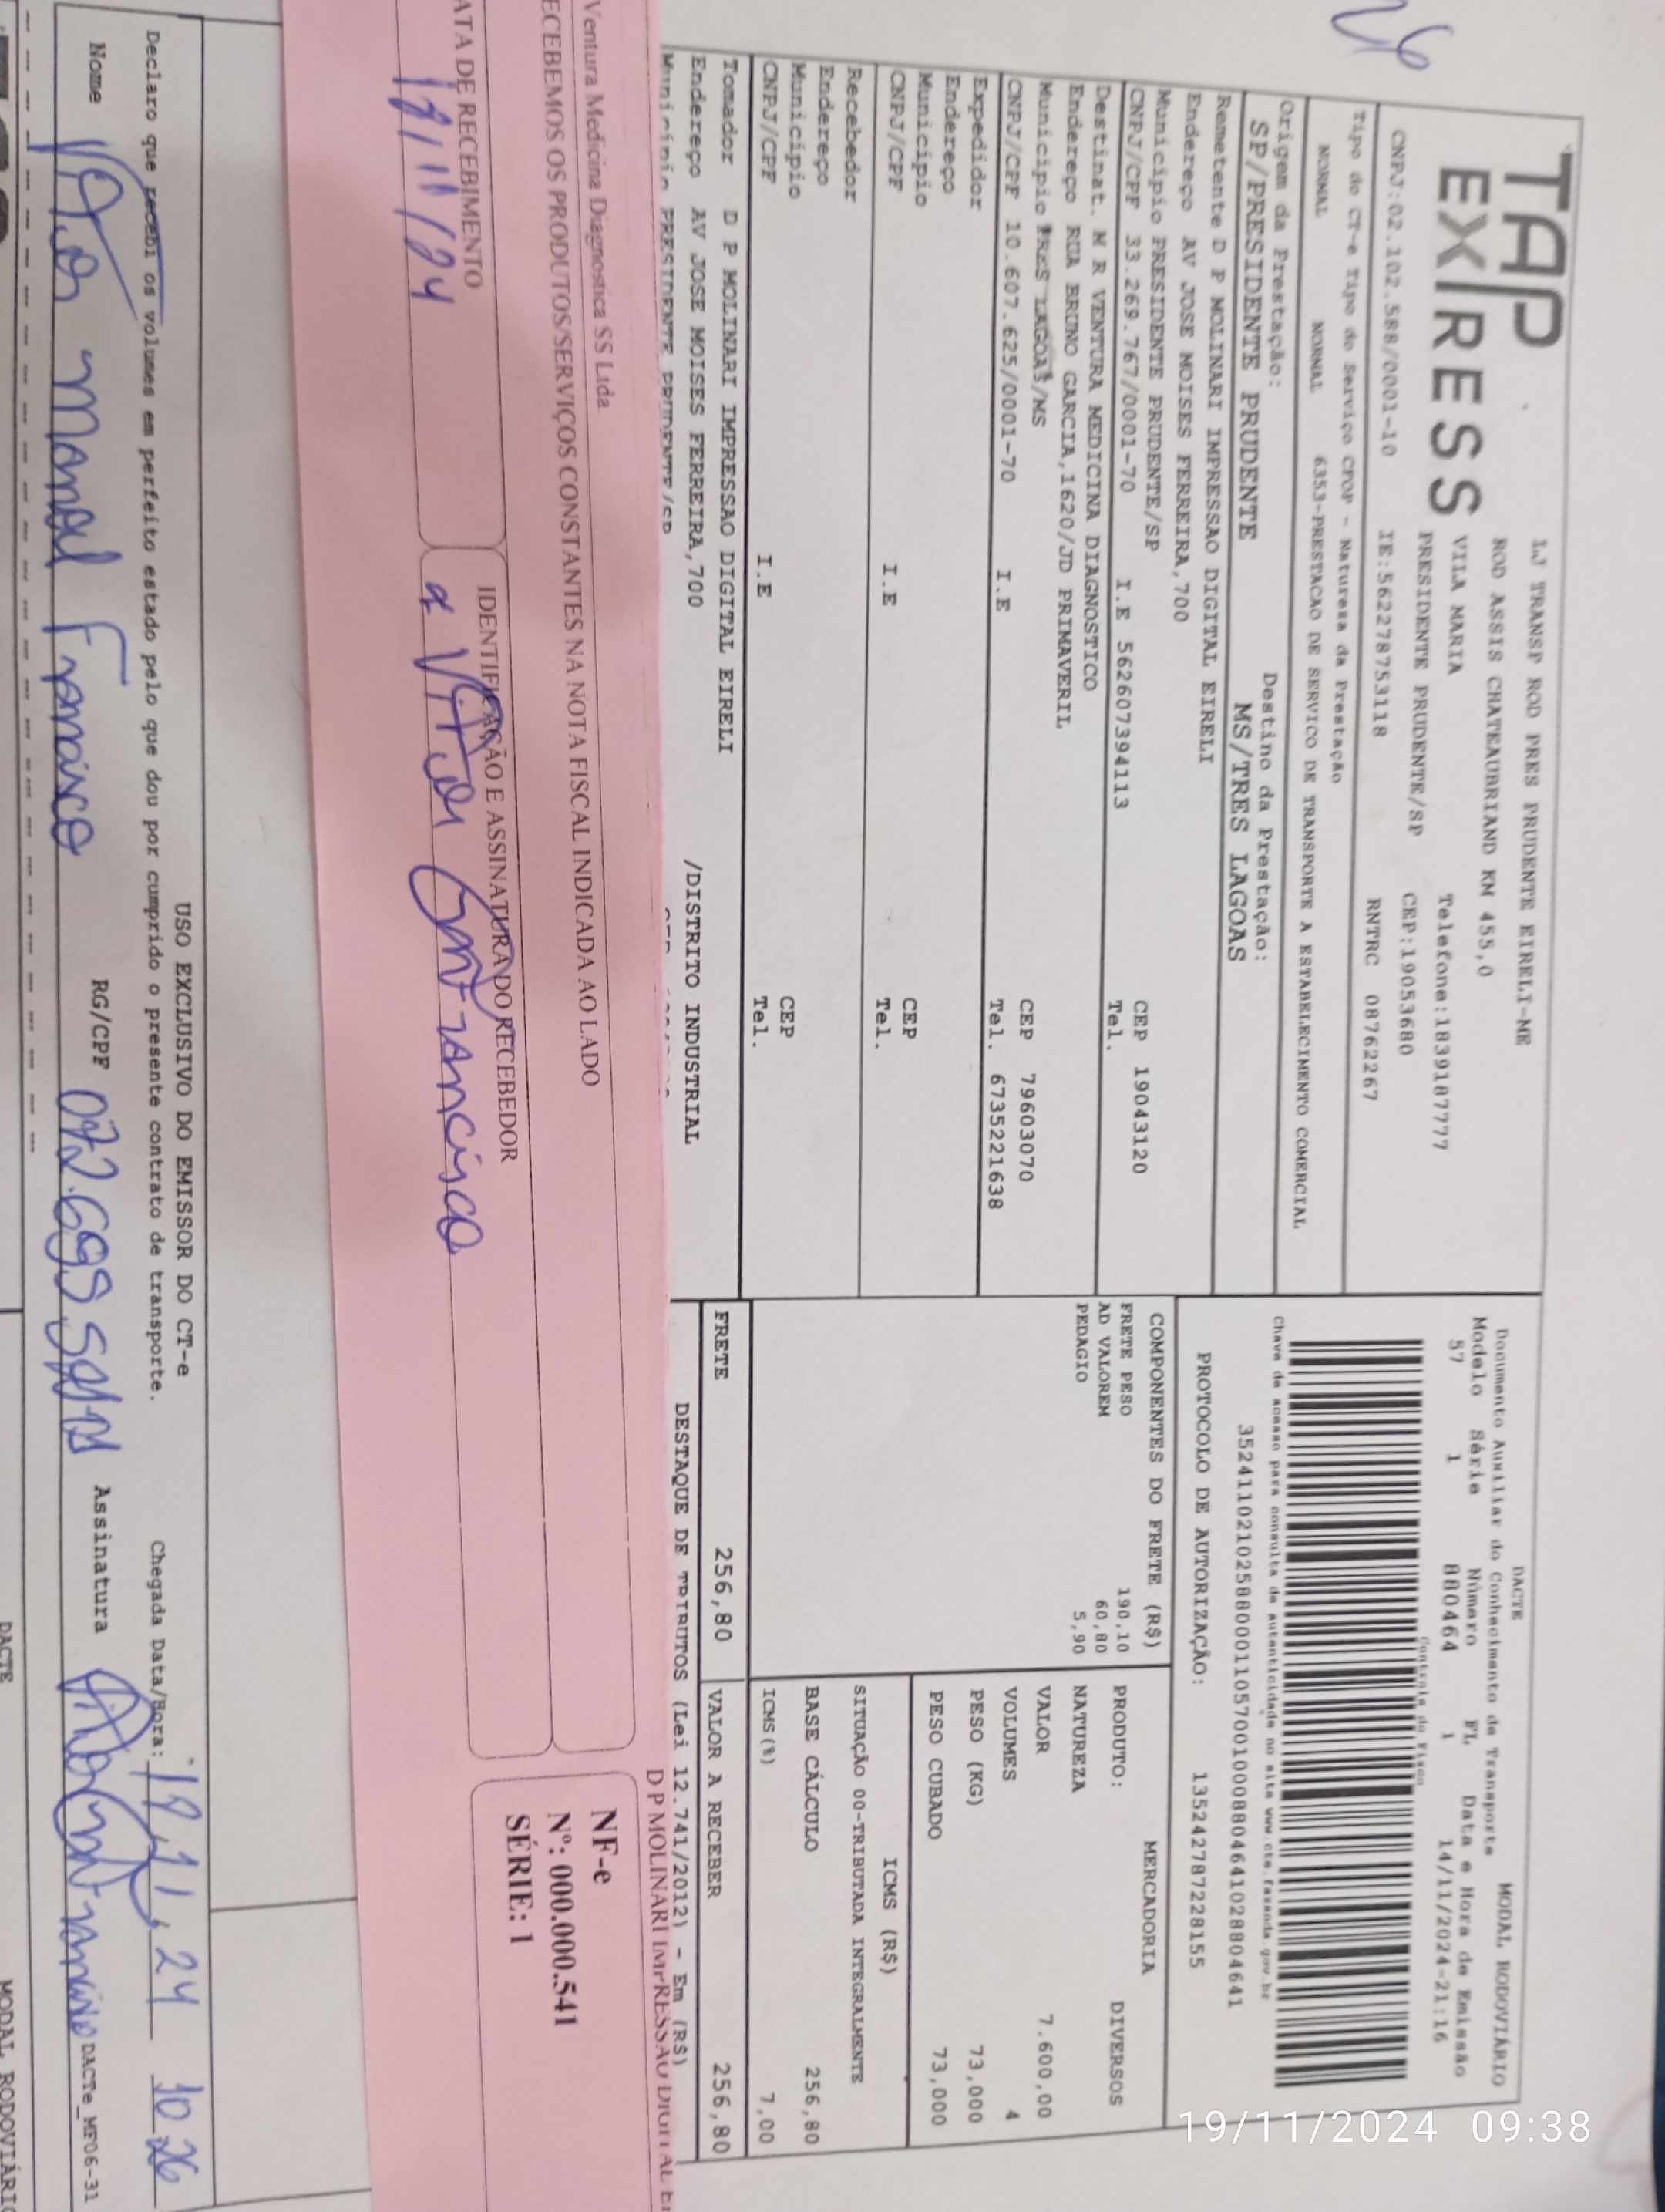 TAP
EXPRESS
LJ TRANSP ROD PRES PRUDENTE EIRELI-ME
ROD ASSIS CHATEAUBRIAND KM 455,0
VILA MARIA Telefone:1839187777
PRESIDENTE PRUDENTE/SP CEP:19053680
CNPJ:02.102.588/0001-10 IE:562278753118 RNTRC 08762267
Tipo do CT-e Tipo do Serviço CFOP - Natureza da Prestação
NORMAL NORMAL 6353-PRESTACAO DE SERVICO DE TRANSPORTE A ESTABELECIMENTO COMERCIAL
Origem da Prestação: Destino da Prestação:
SP/PRESIDENTE PRUDENTE MS/TRES LAGOAS
Remetente D P MOLINARI IMPRESSAO DIGITAL EIRELI
Endereço AV JOSE MOISES FERREIRA,700
Municipio PRESIDENTE PRUDENTE/SP CEP 19043120
CNPJ/CPF 33.269.767/0001-70 I.E 562607394113 Tel.
Destinat. M R VENTURA MEDICINA DIAGNOSTICO
Endereço RUA BRUNO GARCIA,1620/JD PRIMAVERIL
Municipio TRES LAGOAS/MS CEP 79603070
CNPJ/CPF 10.607.625/0001-70 I.E Tel. 6735221638
Expedidor
Endereço
Municipio CEP
CNPJ/CPF I.E Tel.
Recebedor
Endereço
Municipio CEP
CNPJ/CPF I.E Tel.
Tomador D P MOLINARI IMPRESSAO DIGITAL EIRELI
Endereço AV JOSE MOISES FERREIRA,700 /DISTRITO INDUSTRIAL
Municipio PRESIDENTE PRUDENTE/SP
DACTE MODAL RODOVIÁRIO
Documento Auxiliar do Conhecimento de Transporte
Modelo Série Número FL Data e Hora de Emissão
57 1 880464 1 14/11/2024-21:16
Controle do Fisco
Chave de acesso para consulta de autenticidade no site www.cte.fazenda.gov.br
35241102102588000110570010008804641028804641
PROTOCOLO DE AUTORIZAÇÃO: 135242787228155
COMPONENTES DO FRETE (R$)
FRETE PESO 190,10
AD VALOREM 60,80
PEDAGIO 5,90
MERCADORIA
PRODUTO: DIVERSOS
NATUREZA
VALOR 7.600,00
VOLUMES 4
PESO (KG) 73,000
PESO CUBADO 73,000
ICMS (R$)
SITUAÇÃO 00-TRIBUTADA INTEGRALMENTE
BASE CÁLCULO 256,80
ICMS(%) 7,00
FRETE 256,80 VALOR A RECEBER 256,80
DESTAQUE DE TRIBUTOS (Lei 12.741/2012) - Em (R$)
D P MOLINARI IMPRESSAO DIGITAL
Ventura Medicina Diagnostica SS Ltda
ECEBEMOS OS PRODUTOS/SERVIÇOS CONSTANTES NA NOTA FISCAL INDICADA AO LADO
NF-e
Nº: 000.000.541
SÉRIE: 1
ATA DE RECEBIMENTO IDENTIFICAÇÃO E ASSINATURA DO RECEBEDOR
19/11/24
USO EXCLUSIVO DO EMISSOR DO CT-e
Declaro que recebi os volumes em perfeito estado pelo que dou por cumprido o presente contrato de transporte. Chegada Data/Hora: 19/11/24 10 26
Nome RG/CPF Assinatura DACTe_MF06-31
DACTE MODAL RODOVIÁRIO
19/11/2024 09:38